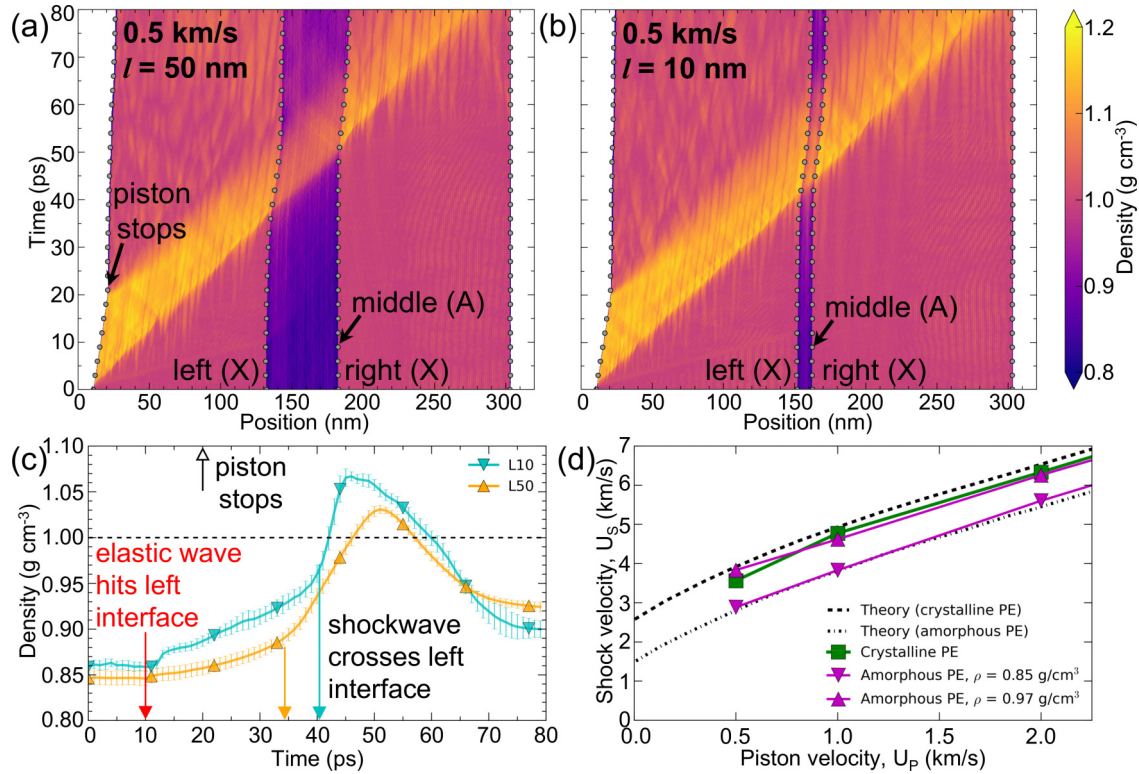 (a)
0.5 km/s
l = 50 nm
piston
stops
middle (A)
left (X)
right (X)
Time (ps)
80
70
60
50
40
30
20
10
0
50
100
150
200
250
300
Position (nm)
(b)
0.5 km/s
l = 10 nm
middle (A)
left (X)
right (X)
0
50
100
150
200
250
300
Position (nm)
1.2
1.1
1.0
0.9
0.8
Density (g cm⁻³)
(c)
piston
stops
L10
L50
elastic wave
hits left
interface
shockwave
crosses left
interface
Density (g cm⁻³)
1.10
1.05
1.00
0.95
0.90
0.85
0.80
0
10
20
30
40
50
60
70
80
Time (ps)
(d)
Shock velocity, U_S (km/s)
7
6
5
4
3
2
1
0
Theory (crystalline PE)
Theory (amorphous PE)
Crystalline PE
Amorphous PE, ρ = 0.85 g/cm³
Amorphous PE, ρ = 0.97 g/cm³
0.0
0.5
1.0
1.5
2.0
Piston velocity, U_P (km/s)